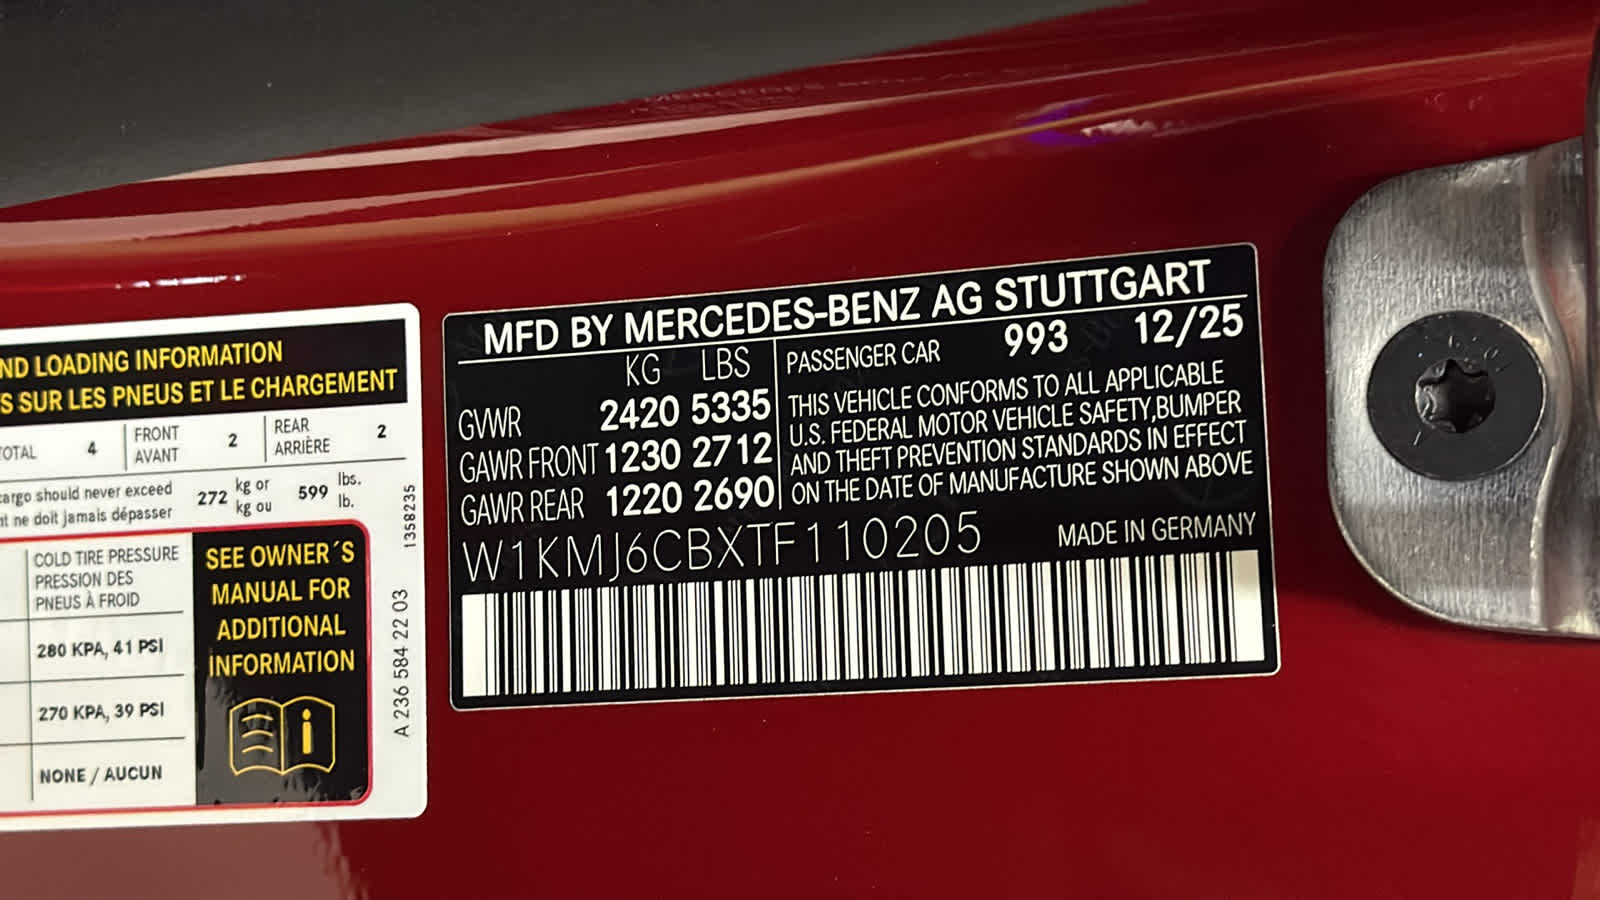 ND LOADING INFORMATION
S SUR LES PNEUS ET LE CHARGEMENT
TOTAL 4 FRONT AVANT 2 REAR ARRIÈRE 2
cargo should never exceed 272 kg or 599 lbs.
nt ne doit jamais dépasser kg ou lb.
COLD TIRE PRESSURE
PRESSION DES
PNEUS À FROID
280 KPA, 41 PSI
270 KPA, 39 PSI
NONE / AUCUN
SEE OWNER´S
MANUAL FOR
ADDITIONAL
INFORMATION
i
1358235
A 236 584 22 03
MFD BY MERCEDES-BENZ AG STUTTGART
KG LBS
GVWR 2420 5335
GAWR FRONT 1230 2712
GAWR REAR 1220 2690
PASSENGER CAR 993 12/25
THIS VEHICLE CONFORMS TO ALL APPLICABLE
U.S. FEDERAL MOTOR VEHICLE SAFETY,BUMPER
AND THEFT PREVENTION STANDARDS IN EFFECT
ON THE DATE OF MANUFACTURE SHOWN ABOVE
W1KMJ6CBXTF110205 MADE IN GERMANY